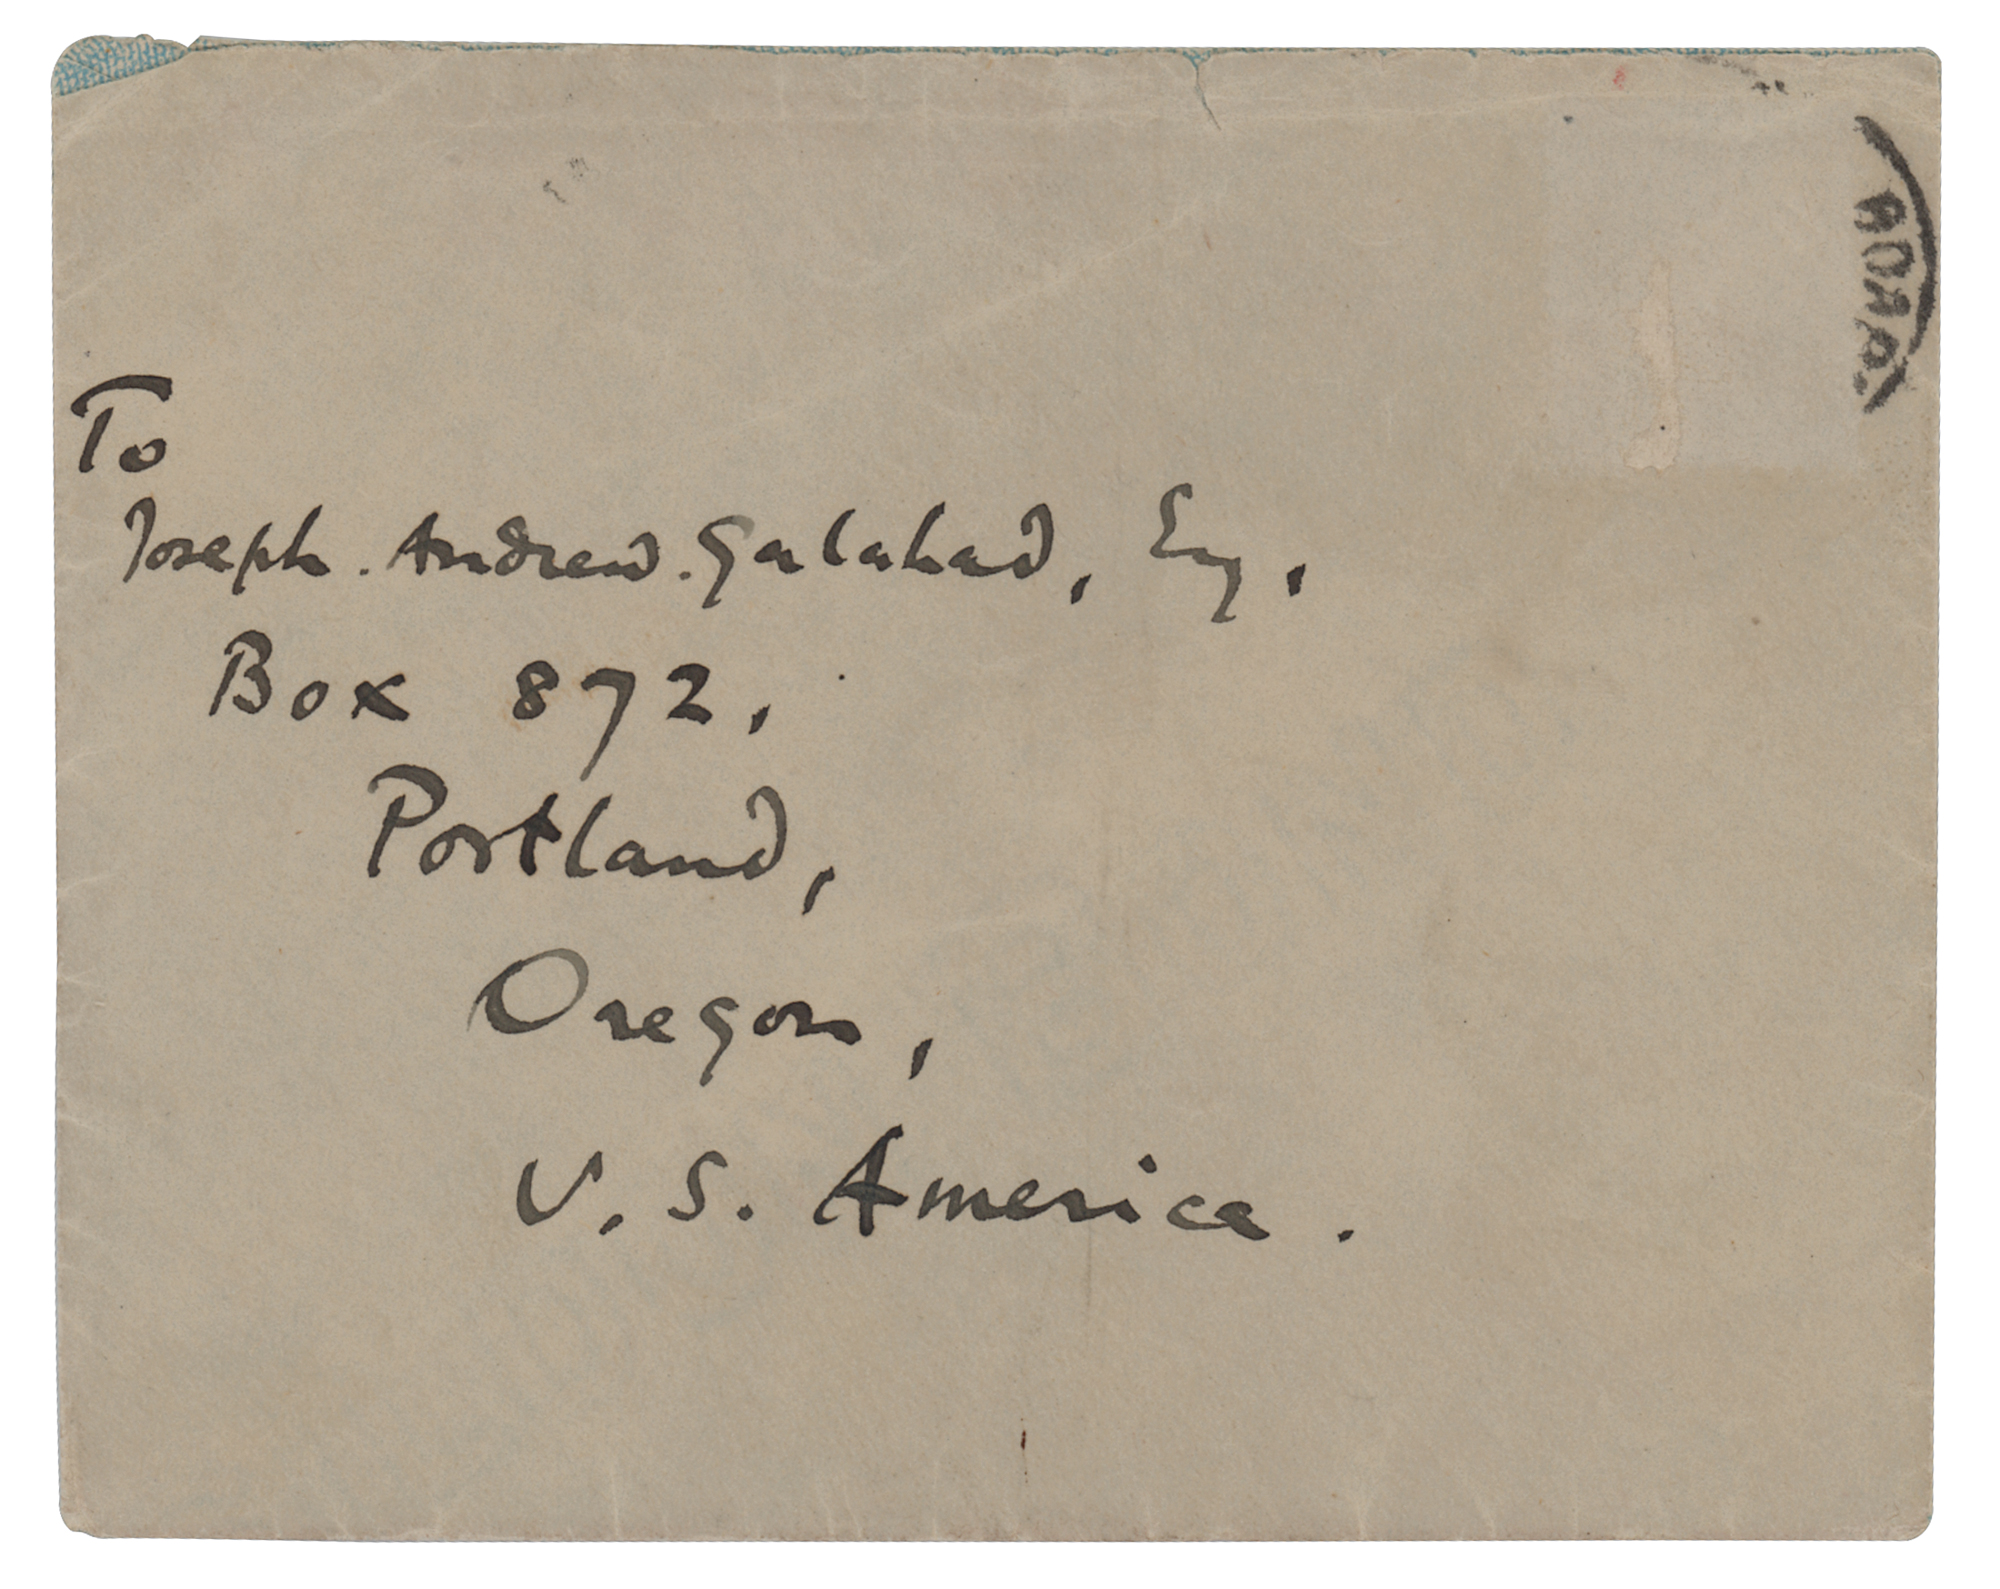 To
Joseph. Andrew. Galahad, Esq,
Box 872,
Portland,
Oregon,
U. S. America.